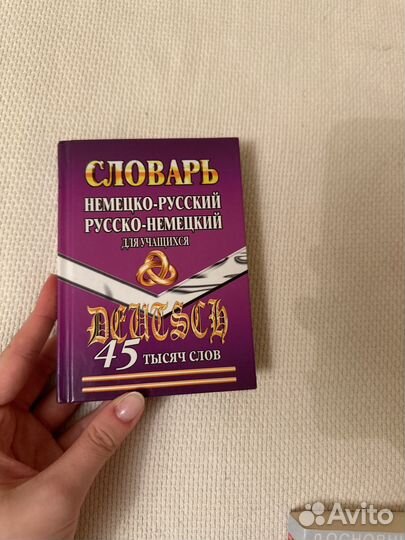 СЛОВАРЬ
НЕМЕЦКО-РУССКИЙ
РУССКО-НЕМЕЦКИЙ
ДЛЯ УЧАЩИХСЯ
DEUTSCH
45 ТЫСЯЧ СЛОВ
Avito